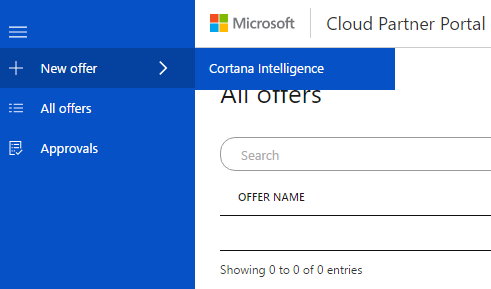 Microsoft
Cloud Partner Portal
New offer
Cortana Intelligence
All offers
Approvals
All offers
Search
OFFER NAME
Showing 0 to 0 of 0 entries